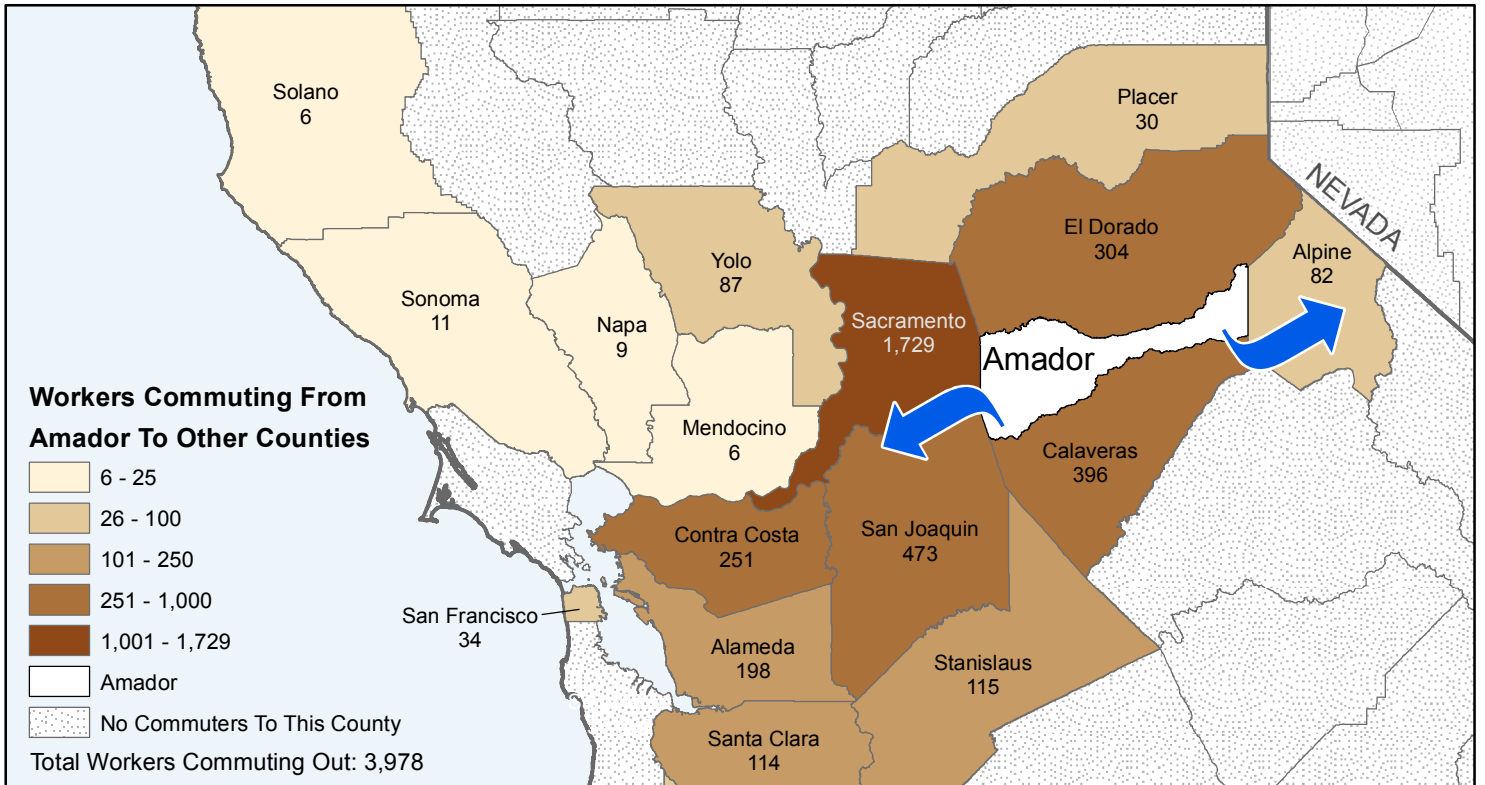 Solano
6
Placer
30
NEVADA
El Dorado
304
Alpine
82
Yolo
87
Sonoma
11
Napa
9
Sacramento
1,729
Amador
Mendocino
6
Calaveras
396
Contra Costa
251
San Joaquin
473
San Francisco
34
Alameda
198
Stanislaus
115
Santa Clara
114
Workers Commuting From
Amador To Other Counties
6 - 25
26 - 100
101 - 250
251 - 1,000
1,001 - 1,729
Amador
No Commuters To This County
Total Workers Commuting Out: 3,978